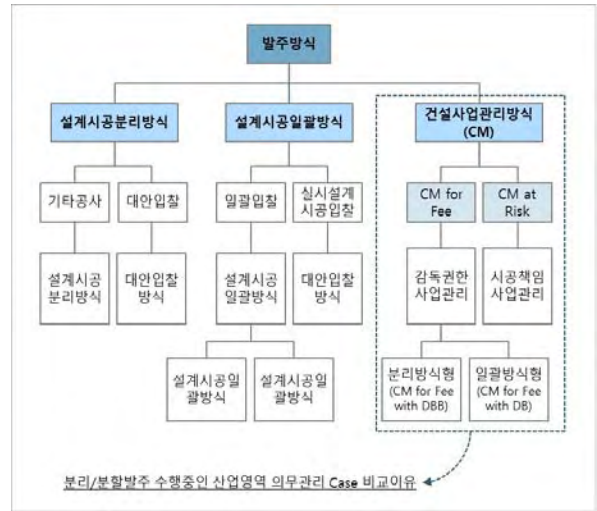 발주방식
설계시공분리방식
설계시공일괄방식
건설사업관리방식
(CM)
기타공사
대안입찰
일괄입찰
실시설계
시공입찰
CM for
Fee
CM at
Risk
설계시공
분리방식
대안입찰
방식
설계시공
일괄방식
대안입찰
방식
감독권한
사업관리
시공책임
사업관리
설계시공일
괄방식
설계시공일
괄방식
분리방식형
(CM for Fee
with DBB)
일괄방식형
(CM for Fee
with DB)
분리/분할발주 수행중인 산업영역 의무관리 Case 비교이유